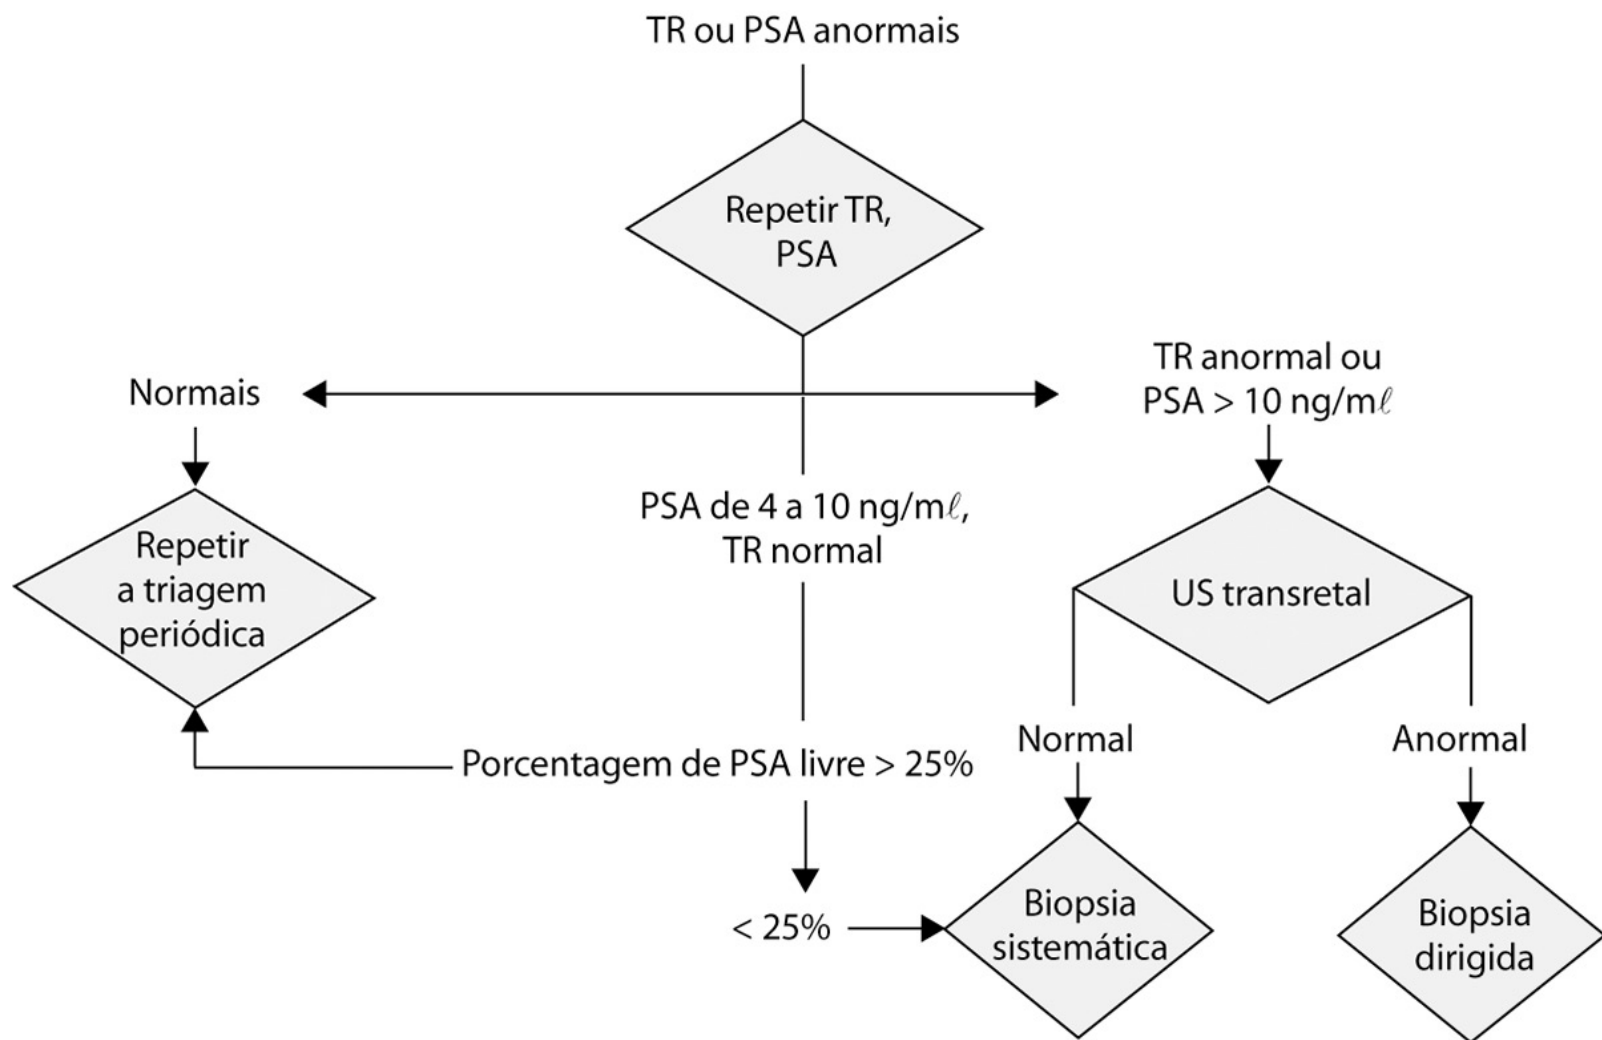 TR ou PSA anormais
Repetir TR,
PSA
Normais
TR anormal ou
PSA > 10 ng/mℓ
Repetir
a triagem
periódica
PSA de 4 a 10 ng/mℓ,
TR normal
US transretal
Porcentagem de PSA livre > 25%
Normal
Anormal
< 25%
Biopsia
sistemática
Biopsia
dirigida